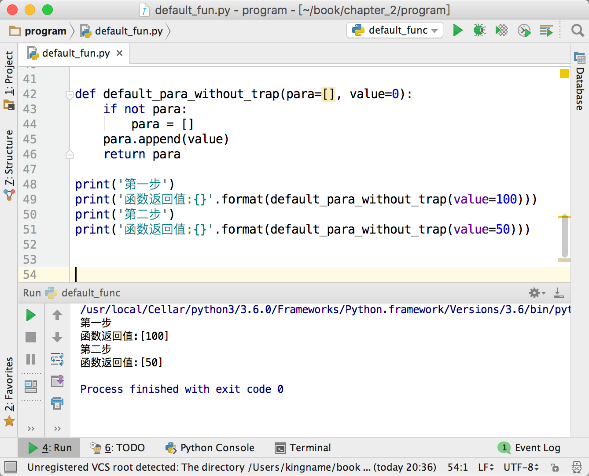 default_fun.py - program - [~/book/chapter_2/program]
program default_fun.py default_func
default_fun.py ×
1: Project
Z: Structure
2: Favorites
Database
41
42 def default_para_without_trap(para=[], value=0):
43     if not para:
44         para = []
45     para.append(value)
46     return para
47
48 print('第一步')
49 print('函数返回值:{}'.format(default_para_without_trap(value=100)))
50 print('第二步')
51 print('函数返回值:{}'.format(default_para_without_trap(value=50)))
52
53
54
Run default_func
/usr/local/Cellar/python3/3.6.0/Frameworks/Python.framework/Versions/3.6/bin/pyt
第一步
函数返回值:[100]
第二步
函数返回值:[50]
Process finished with exit code 0
4: Run 6: TODO Python Console Terminal 1 Event Log
Unregistered VCS root detected: The directory /Users/kingname/book ... (today 20:36) 54:1 LF UTF-8